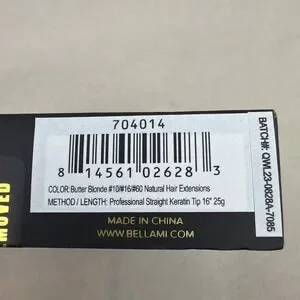 704014
8 14561 02628 3
COLOR: Butter Blonde #10/#16/#60 Natural Hair Extensions
METHOD / LENGTH: Professional Straight Keratin Tip 16" 25g
MADE IN CHINA
WWW.BELLAMI.COM
BATCH#: QWL23-0828A-7085